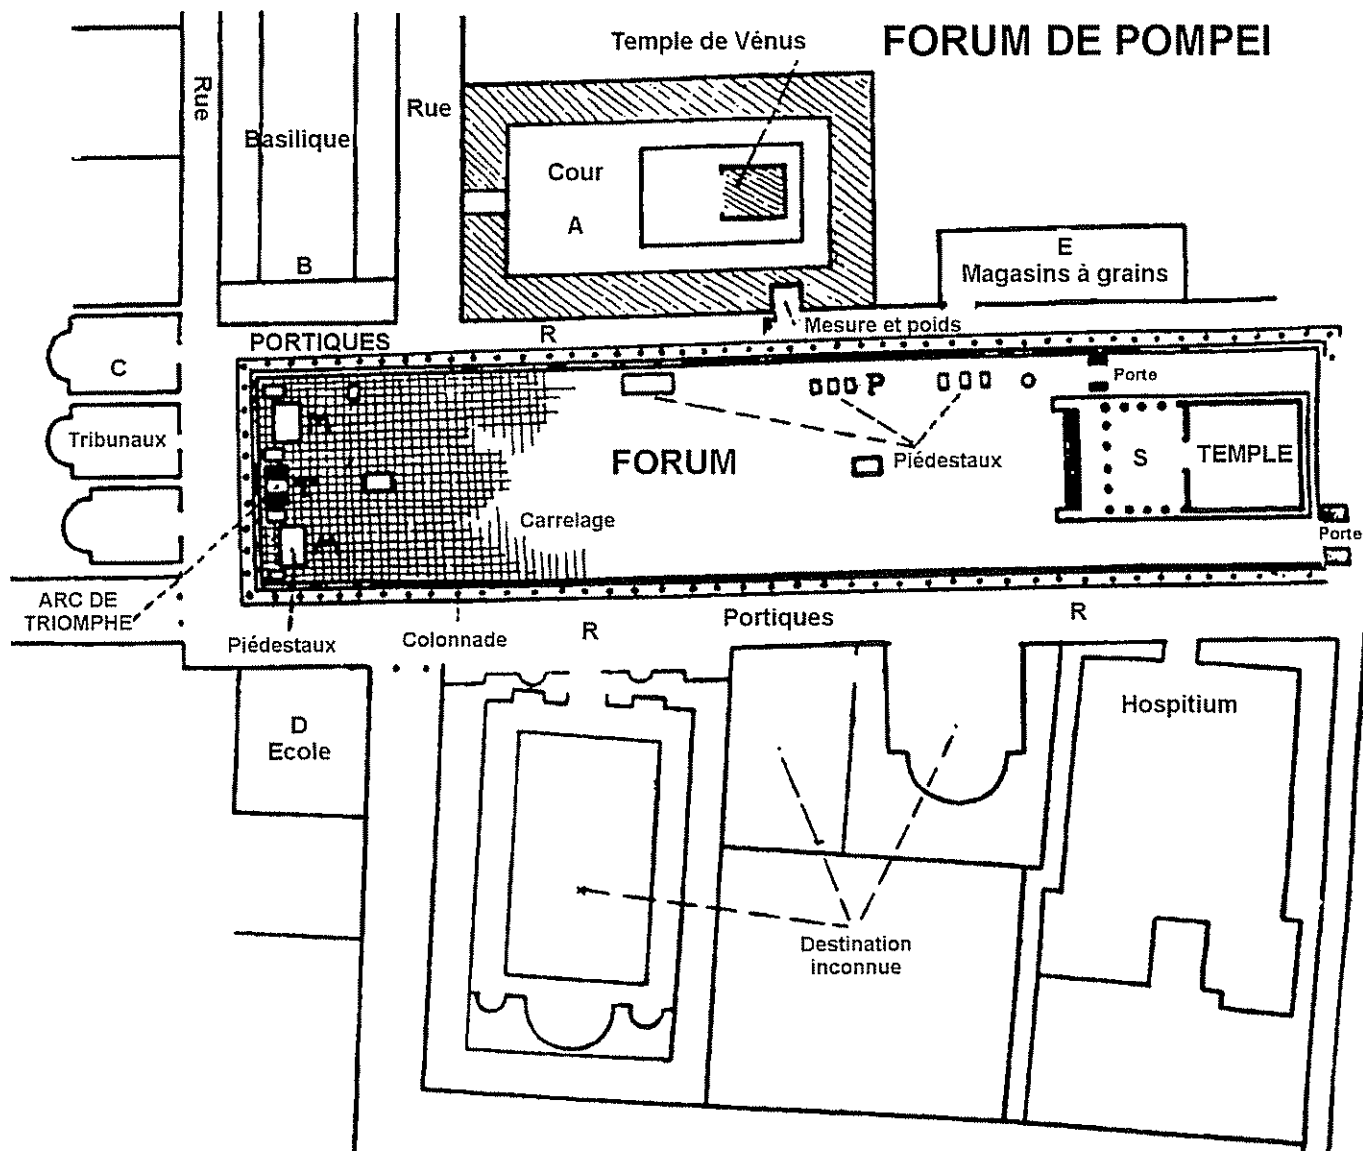 FORUM DE POMPEI
Temple de Vénus
Rue
Basilique
B
Rue
Cour
A
E
Magasins à grains
Mesure et poids
PORTIQUES
R
C
Tribunaux
P
Porte
Piédestaux
FORUM
S
TEMPLE
Carrelage
Porte
ARC DE
TRIOMPHE
Piédestaux
Colonnade
R
Portiques
R
D
Ecole
Hospitium
Destination
inconnue